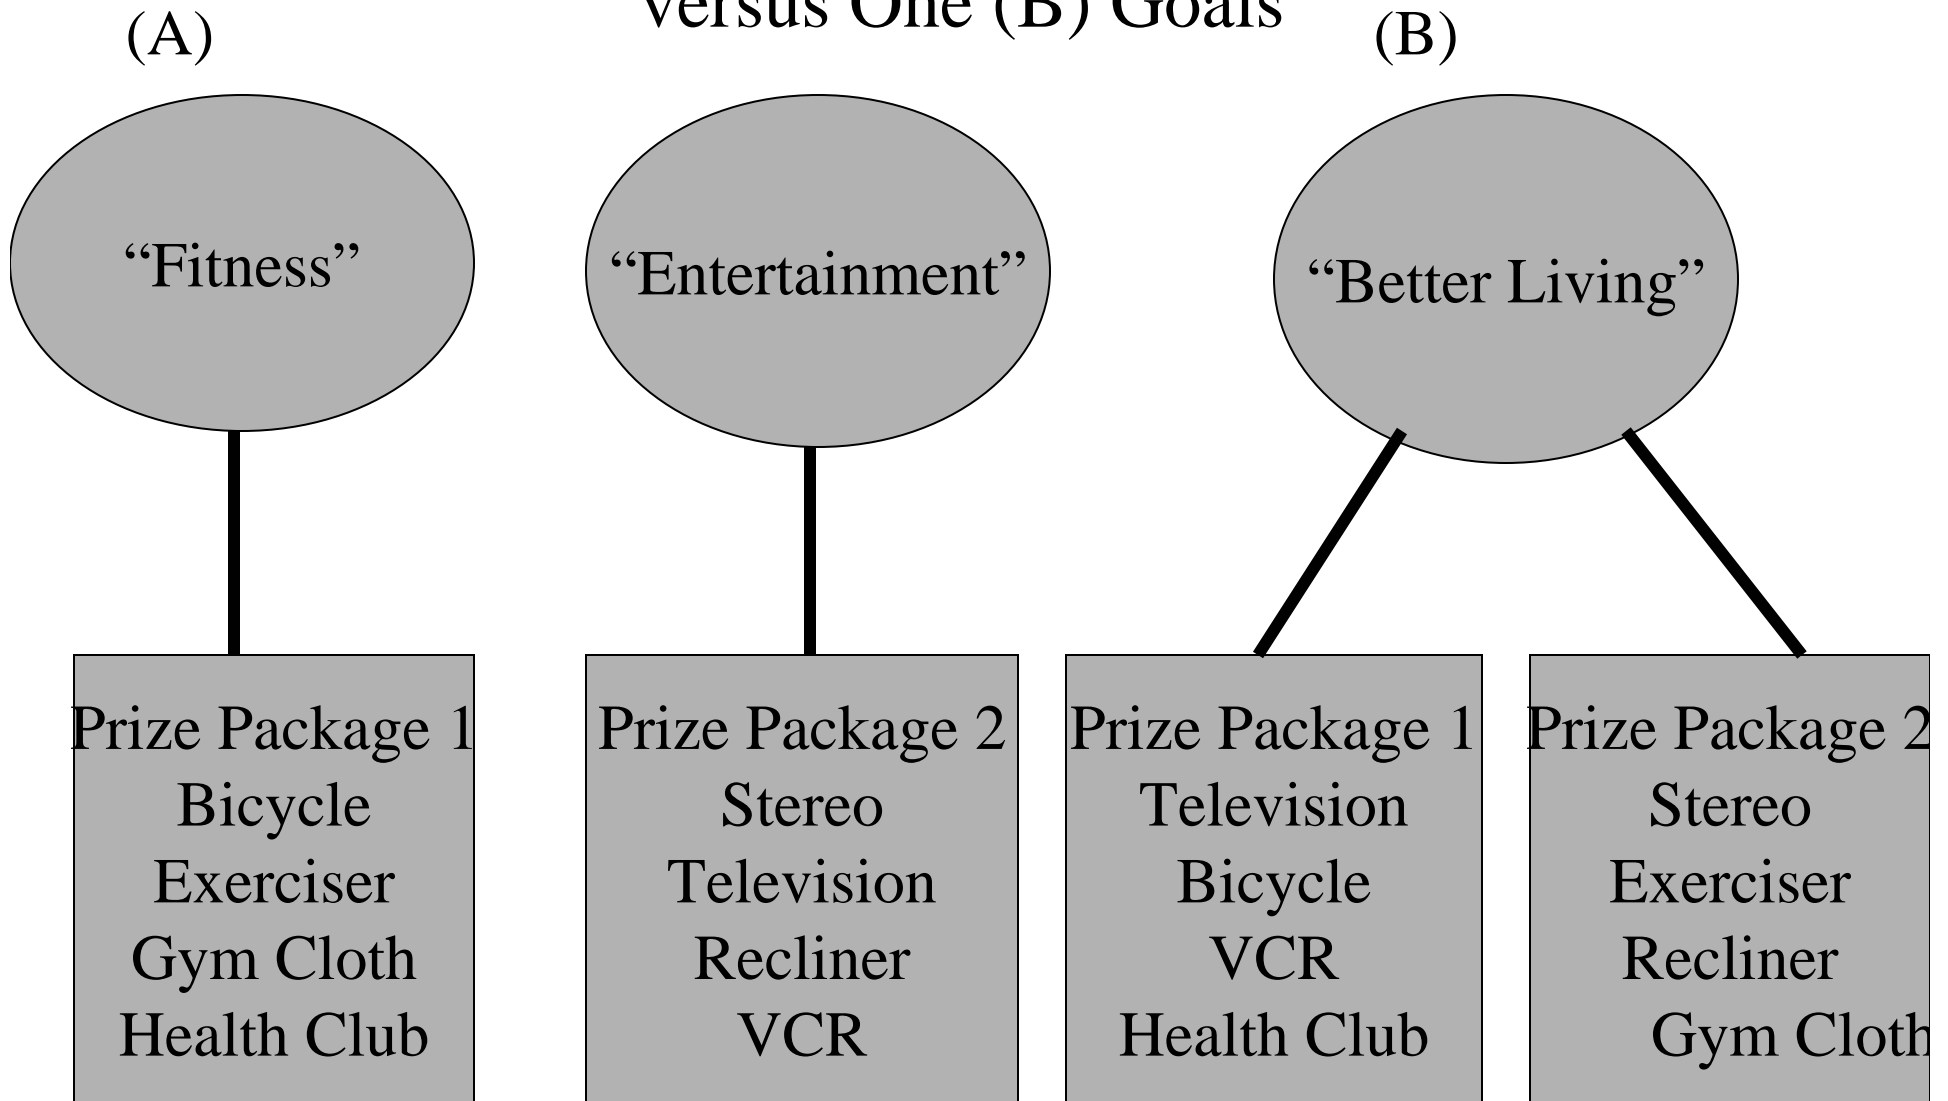 versus One (B) Goals
(A)
(B)
“Fitness”
“Entertainment”
“Better Living”
Prize Package 1
Bicycle
Exerciser
Gym Cloth
Health Club
Prize Package 2
Stereo
Television
Recliner
VCR
Prize Package 1
Television
Bicycle
VCR
Health Club
Prize Package 2
Stereo
Exerciser
Recliner
Gym Cloth